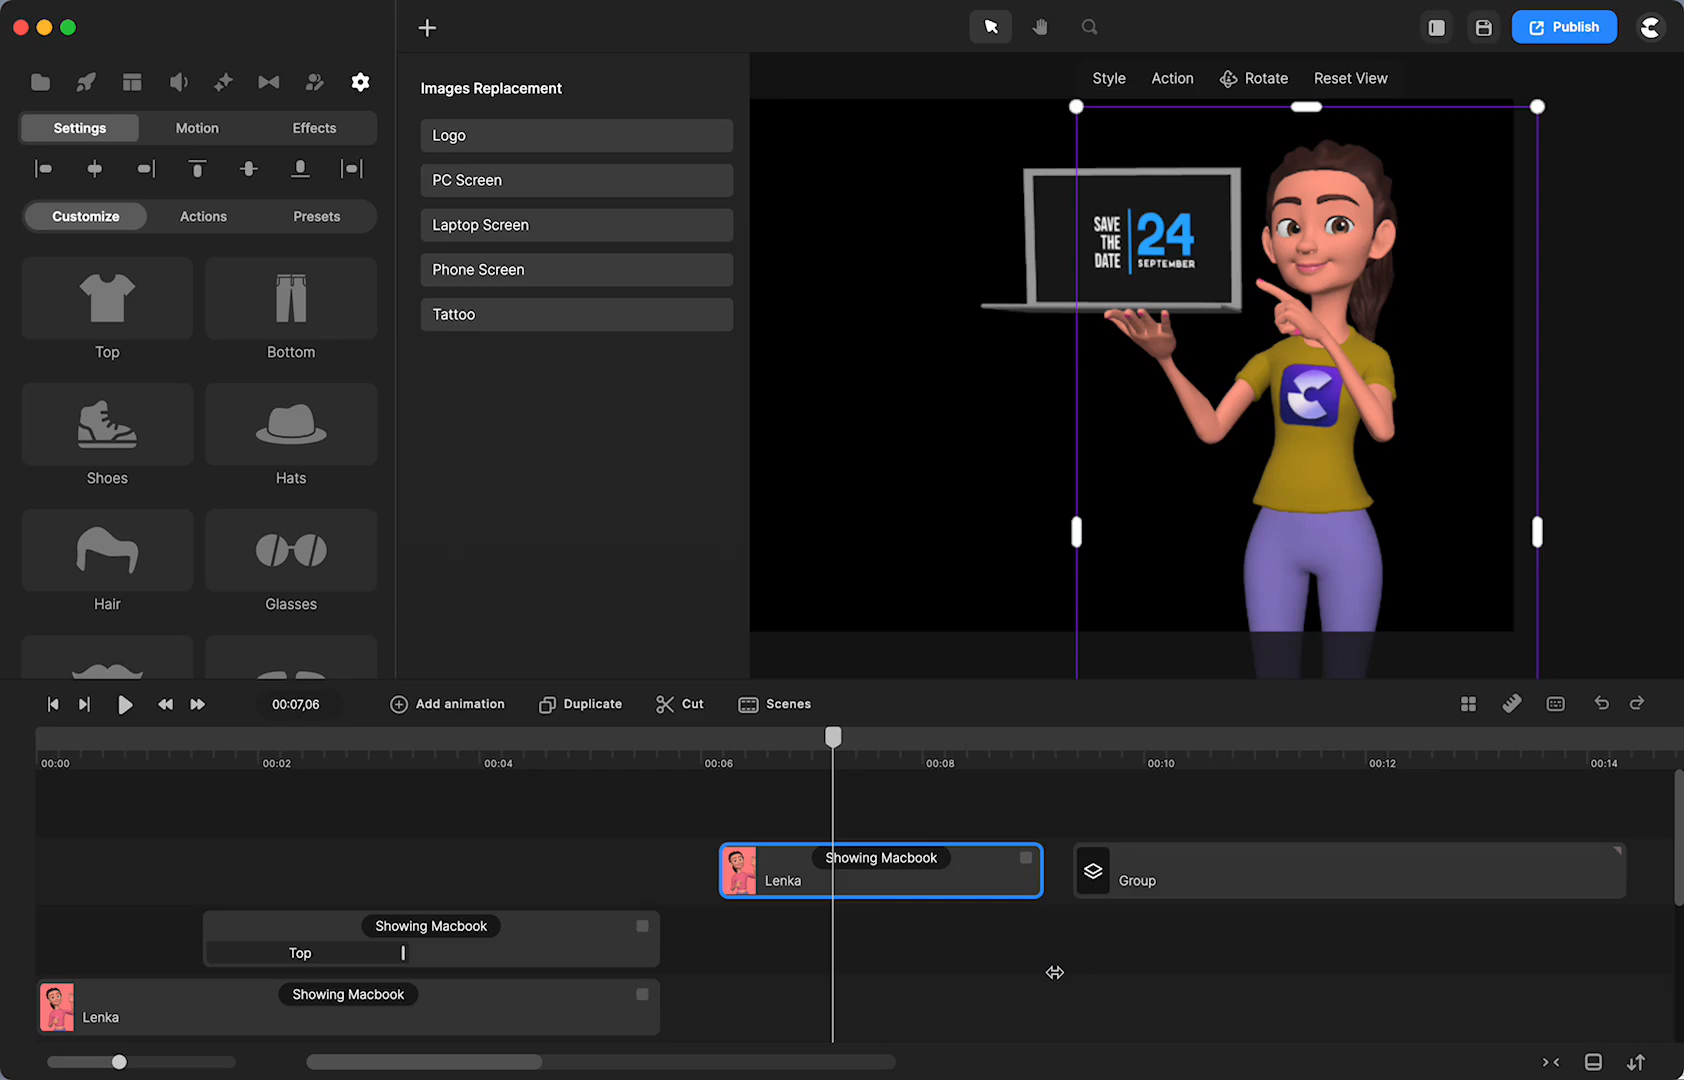 Publish
Settings
Motion
Effects
Customize
Actions
Presets
Top
Bottom
Shoes
Hats
Hair
Glasses
Images Replacement
Logo
PC Screen
Laptop Screen
Phone Screen
Tattoo
Style
Action
Rotate
Reset View
SAVE
THE
DATE
24
SEPTEMBER
00:07,06
Add animation
Duplicate
Cut
Scenes
00:00
00:02
00:04
00:06
00:08
00:10
00:12
00:14
Showing Macbook
Lenka
Group
Showing Macbook
Top
Showing Macbook
Lenka